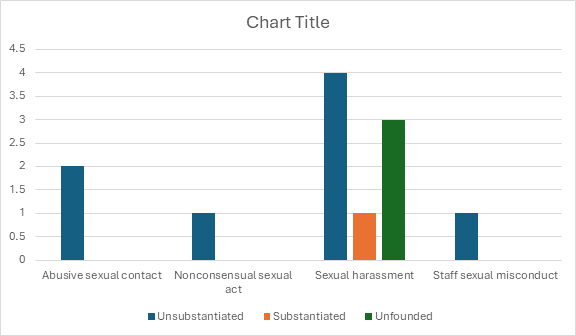 Chart Title
4.5
4
3.5
3
2.5
2
1.5
1
0.5
0
Abusive sexual contact
Nonconsensual sexual
act
Sexual harassment
Staff sexual misconduct
Unsubstantiated
Substantiated
Unfounded